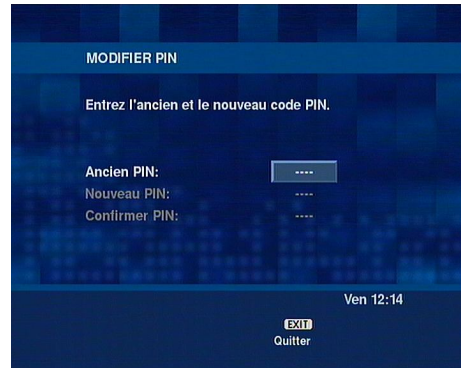 MODIFIER PIN
Entrez l'ancien et le nouveau code PIN.
Ancien PIN: ----
Nouveau PIN: ----
Confirmer PIN: ----
Ven 12:14
EXIT
Quitter